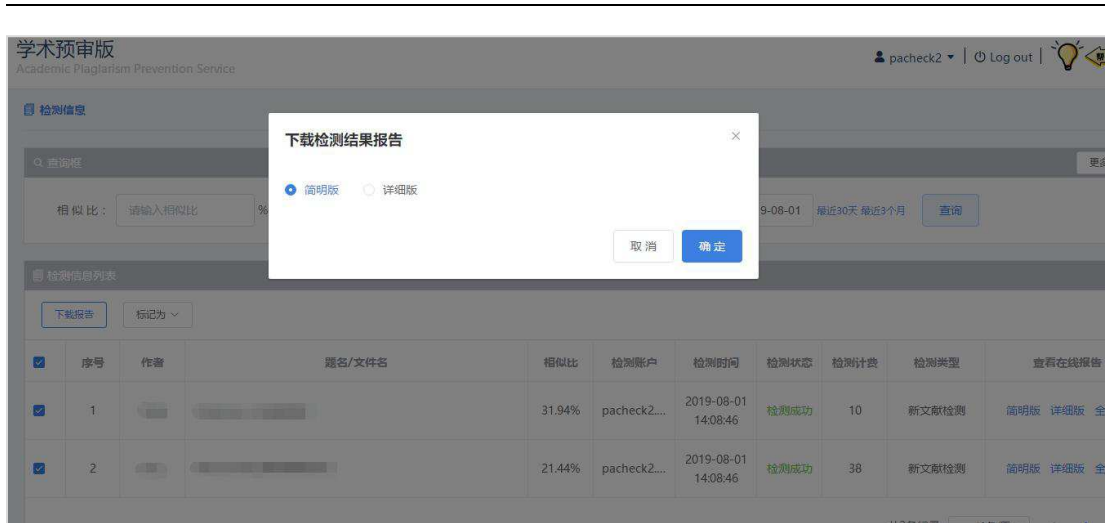 学术预审版
Academic Plagiarism Prevention Service
pacheck2 | Log out |
检测信息
下载检测结果报告 ×
简明版 详细版
取消 确定
查询框
相似比： 请输入相似比 % 9-08-01 最近30天 最近3个月 查询
检测信息列表
下载报告 标记为
序号 作者 题名/文件名 相似比 检测账户 检测时间 检测状态 检测计费 检测类型 查看在线报告
1 31.94% pacheck2.... 2019-08-01 14:08:46 检测成功 10 新文献检测 简明版 详细版 全
2 21.44% pacheck2.... 2019-08-01 14:08:46 检测成功 38 新文献检测 简明版 详细版 全